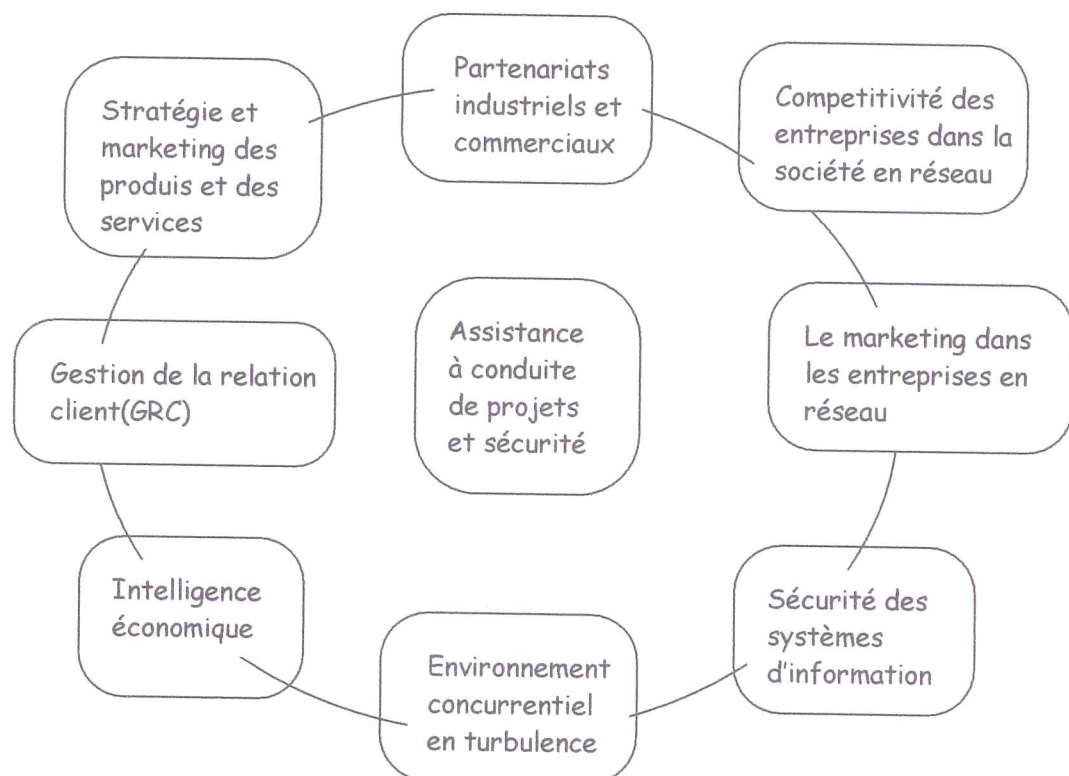 Partenariats
industriels et
commerciaux
Stratégie et
marketing des
produis et des
services
Competitivité des
entreprises dans la
société en réseau
Assistance
à conduite
de projets
et sécurité
Gestion de la relation
client(GRC)
Le marketing dans
les entreprises en
réseau
Intelligence
économique
Sécurité des
systèmes
d'information
Environnement
concurrentiel
en turbulence